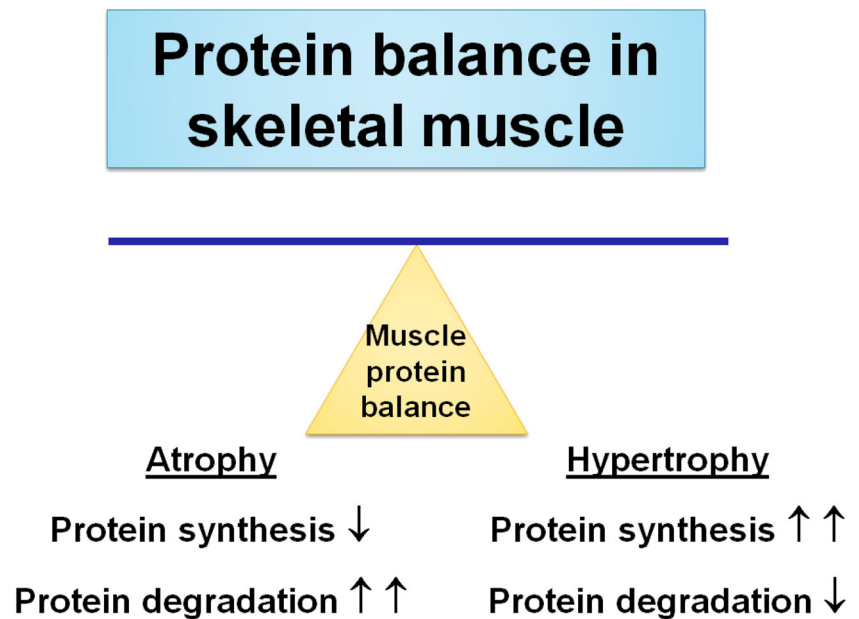 Protein balance in
skeletal muscle
Muscle
protein
balance
Atrophy
Protein synthesis ↓
Protein degradation ↑ ↑
Hypertrophy
Protein synthesis ↑ ↑
Protein degradation ↓